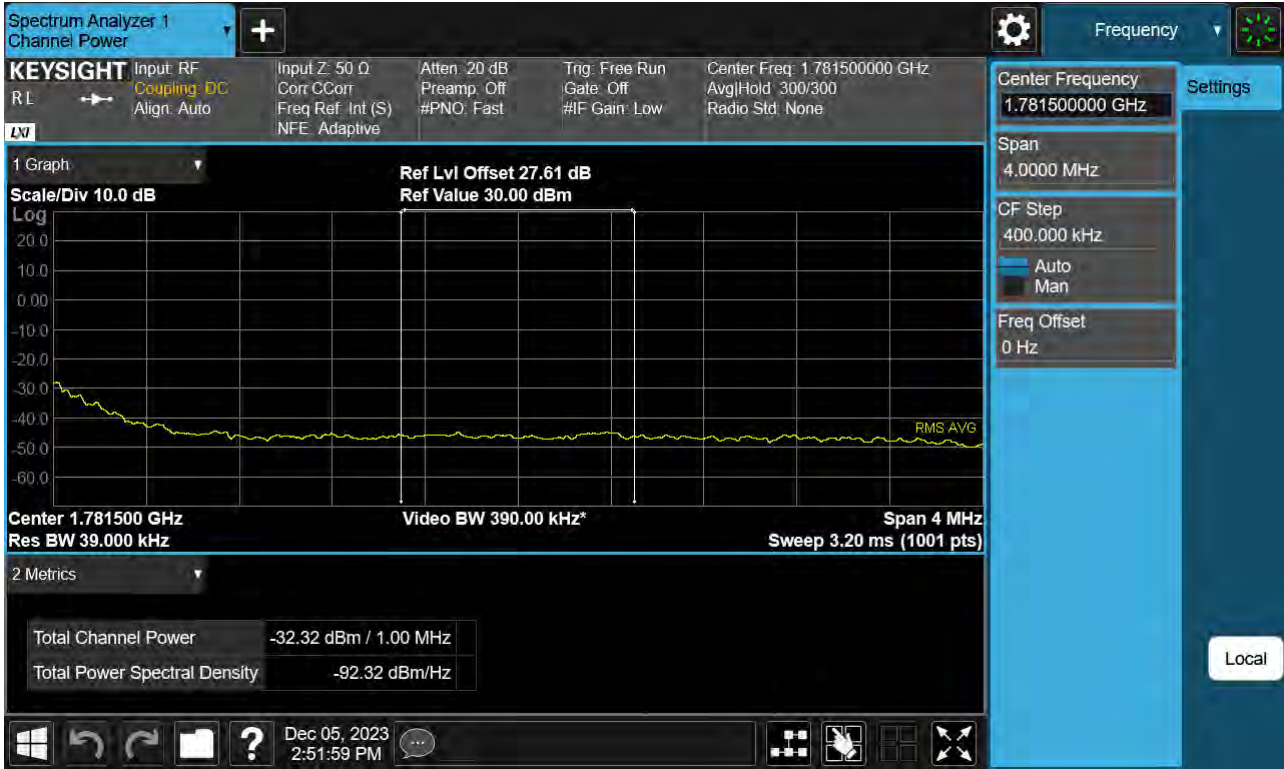 Spectrum Analyzer 1
Channel Power
Frequency
KEYSIGHT
R L
LXI
Input: RF
Coupling: DC
Align: Auto
Input Z: 50 Ω
Corr CCorr
Freq Ref: Int (S)
NFE: Adaptive
Atten: 20 dB
Preamp: Off
#PNO: Fast
Trig: Free Run
Gate: Off
#IF Gain: Low
Center Freq: 1.781500000 GHz
Avg|Hold: 300/300
Radio Std: None
Center Frequency
1.781500000 GHz
Settings
Span
4.0000 MHz
CF Step
400.000 kHz
Auto
Man
Freq Offset
0 Hz
1 Graph
Ref Lvl Offset 27.61 dB
Scale/Div 10.0 dB
Ref Value 30.00 dBm
Log
20.0
10.0
0.00
-10.0
-20.0
-30.0
-40.0
RMS AVG
-50.0
-60.0
Center 1.781500 GHz
Video BW 390.00 kHz*
Span 4 MHz
Res BW 39.000 kHz
Sweep 3.20 ms (1001 pts)
2 Metrics
Total Channel Power -32.32 dBm / 1.00 MHz
Total Power Spectral Density -92.32 dBm/Hz
Local
?
Dec 05, 2023
2:51:59 PM